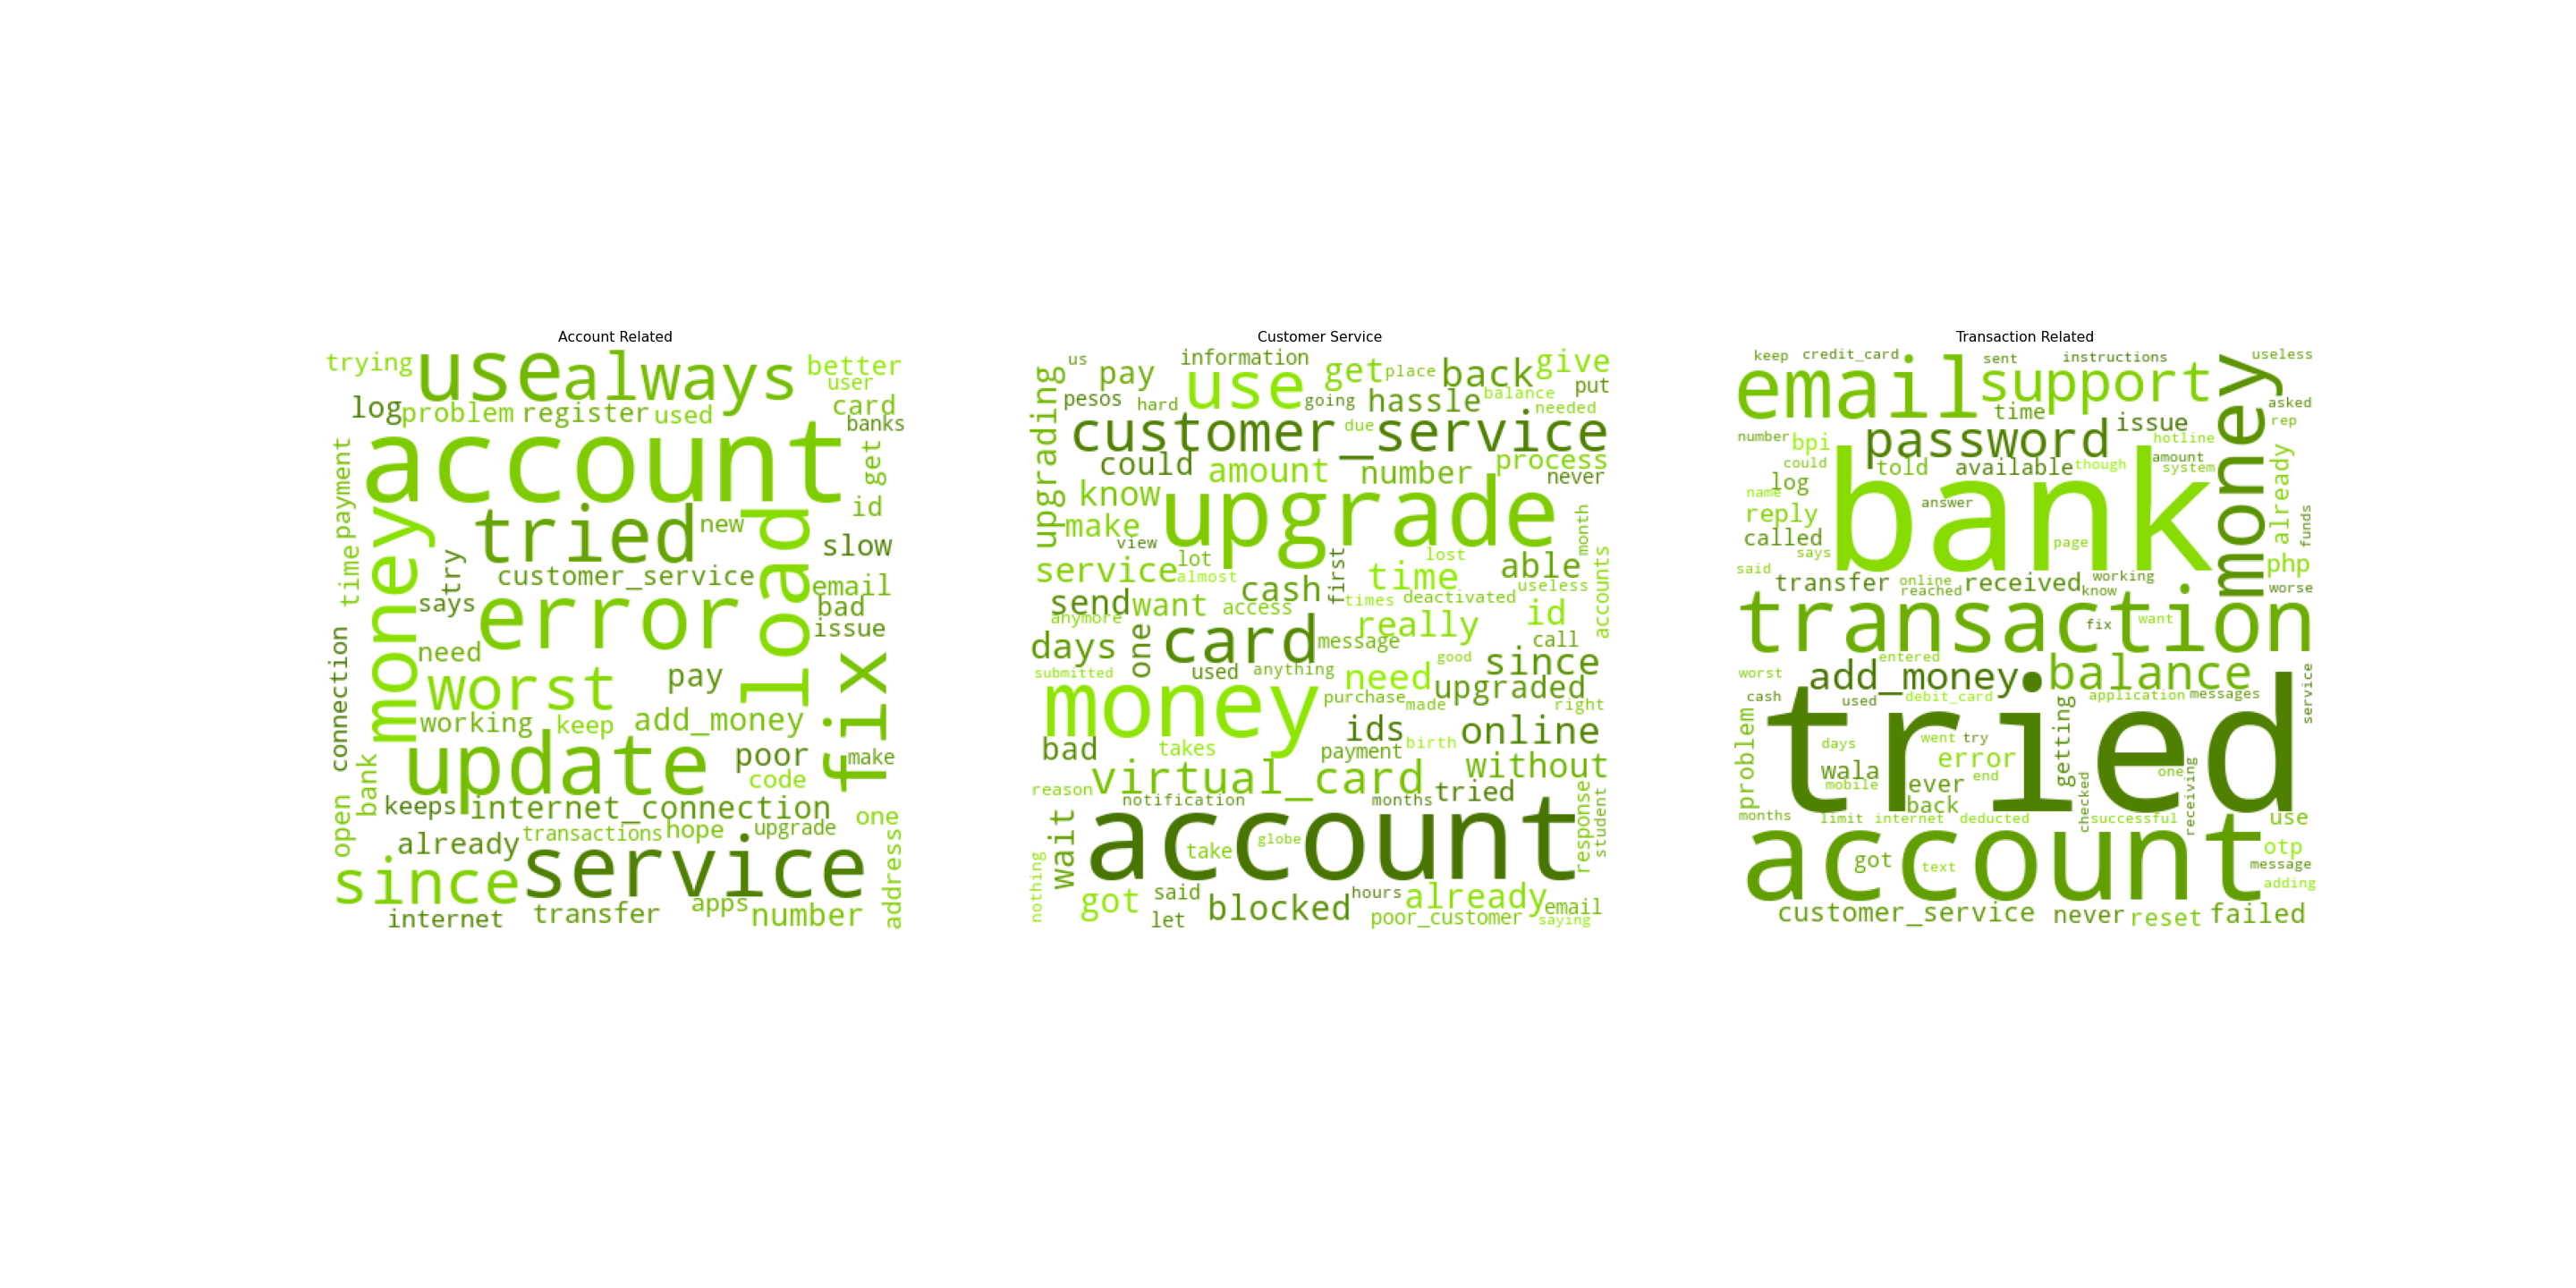 Account Related
trying
use
always
better
user
log
problem
register
used
card
banks
account
get
payment
money
tried
new
load
id
slow
time
try
customer_service
email
says
error
bad
issue
connection
need
worst
pay
fix
working
keep
add_money
update
poor
make
bank
code
open
keeps
internet_connection
one
already
transactions
hope
upgrade
since
service
address
internet
transfer
apps
number
Customer Service
us
information
give
upgrading
pay
use
get
place
back
put
pesos
hard
going
hassle
balance
needed
customer_service
due
could
amount
number
process
never
know
upgrade
make
month
view
lot
first
lost
able
accounts
service
almost
cash
time
useless
send
want
access
times
deactivated
anymore
one
card
really
id
days
message
call
good
since
submitted
used
anything
need
upgraded
money
purchase
made
right
ids
online
bad
takes
payment
birth
without
reason
virtual_card
notification
months
tried
response
student
wait
account
take
globe
nothing
got
said
blocked
hours
already
email
let
poor_customer
saying
Transaction Related
keep
credit_card
email
sent
instructions
useless
support
money
time
asked
rep
number
bpi
password
issue
hotline
already
could
told
available
though
amount
system
name
log
bank
answer
reply
funds
called
says
page
php
said
transfer
online
received
working
worse
reached
know
transaction
fix
want
worst
entered
add_money
balance
service
cash
used
debit_card
application
messages
tried
problem
days
went
try
getting
wala
error
one
mobile
ever
end
back
checked
receiving
months
limit
internet
deducted
successful
use
account
got
text
otp
message
adding
customer_service
never
reset
failed